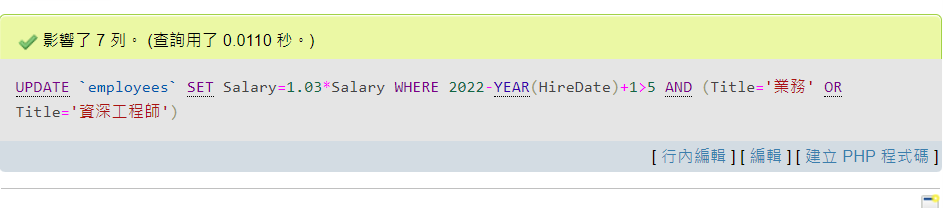 影響了 7 列。 (查詢用了 0.0110 秒。)
UPDATE `employees` SET Salary=1.03*Salary WHERE 2022-YEAR(HireDate)+1>5 AND (Title='業務' OR
Title='資深工程師')
[ 行內編輯 ] [ 編輯 ] [ 建立 PHP 程式碼 ]